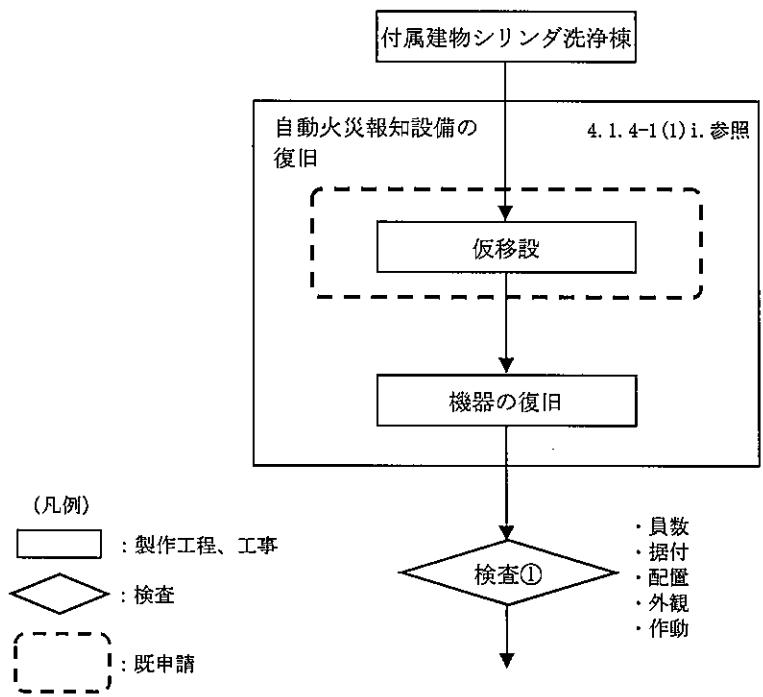 付属建物シリンダ洗浄棟
自動火災報知設備の
復旧
4.1.4-1(1)i.参照
仮移設
機器の復旧
検査①
・員数
・据付
・配置
・外観
・作動
(凡例)
：製作工程、工事
：検査
：既申請